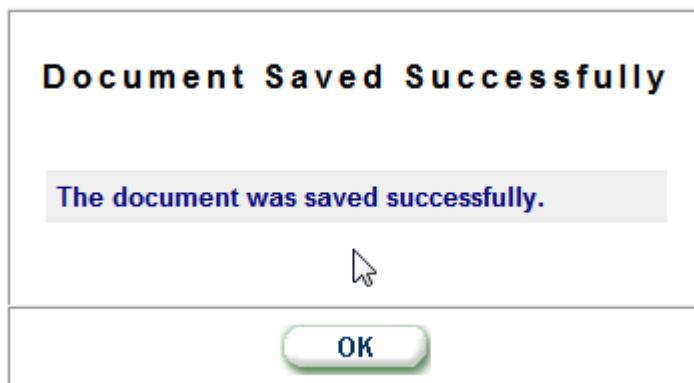 Document Saved Successfully
The document was saved successfully.
OK